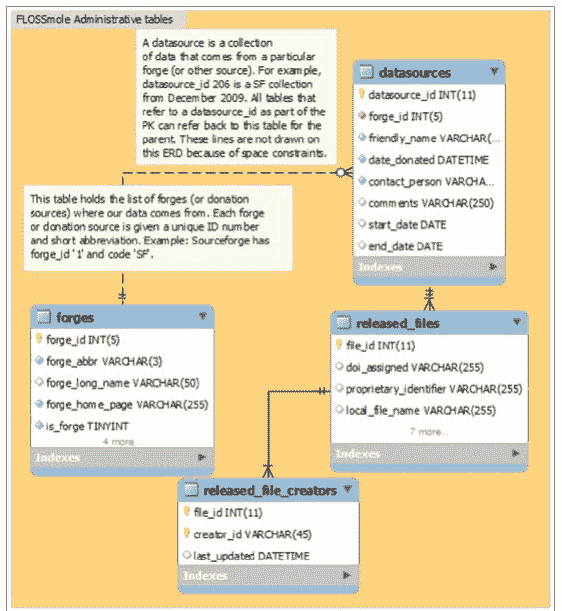 FLOSSmole Administrative tables
A datasource is a collection
of data that comes from a particular
forge (or other source). For example,
datasource_id 206 is a SF collection
from December 2009. All tables that
refer to a datasource_id as part of the
PK can refer back to this table for the
parent. These lines are not drawn on
this ERD because of space constraints.
datasources
datasource_id INT(11)
forge_id INT(5)
friendly_name VARCHAR(...
date_donated DATETIME
contact_person VARCHA...
comments VARCHAR(250)
start_date DATE
end_date DATE
Indexes
This table holds the list of forges (or donation
sources) where our data comes from. Each forge
or donation source is given a unique ID number
and short abbreviation. Example: Sourceforge has
forge_id '1' and code 'SF'.
forges
forge_id INT(5)
forge_abbr VARCHAR(3)
forge_long_name VARCHAR(50)
forge_home_page VARCHAR(255)
is_forge TINYINT
4 more...
Indexes
released_files
file_id INT(11)
doi_assigned VARCHAR(255)
proprietary_identifier VARCHAR(255)
local_file_name VARCHAR(255)
7 more...
Indexes
released_file_creators
file_id INT(11)
creator_id VARCHAR(45)
last_updated DATETIME
Indexes